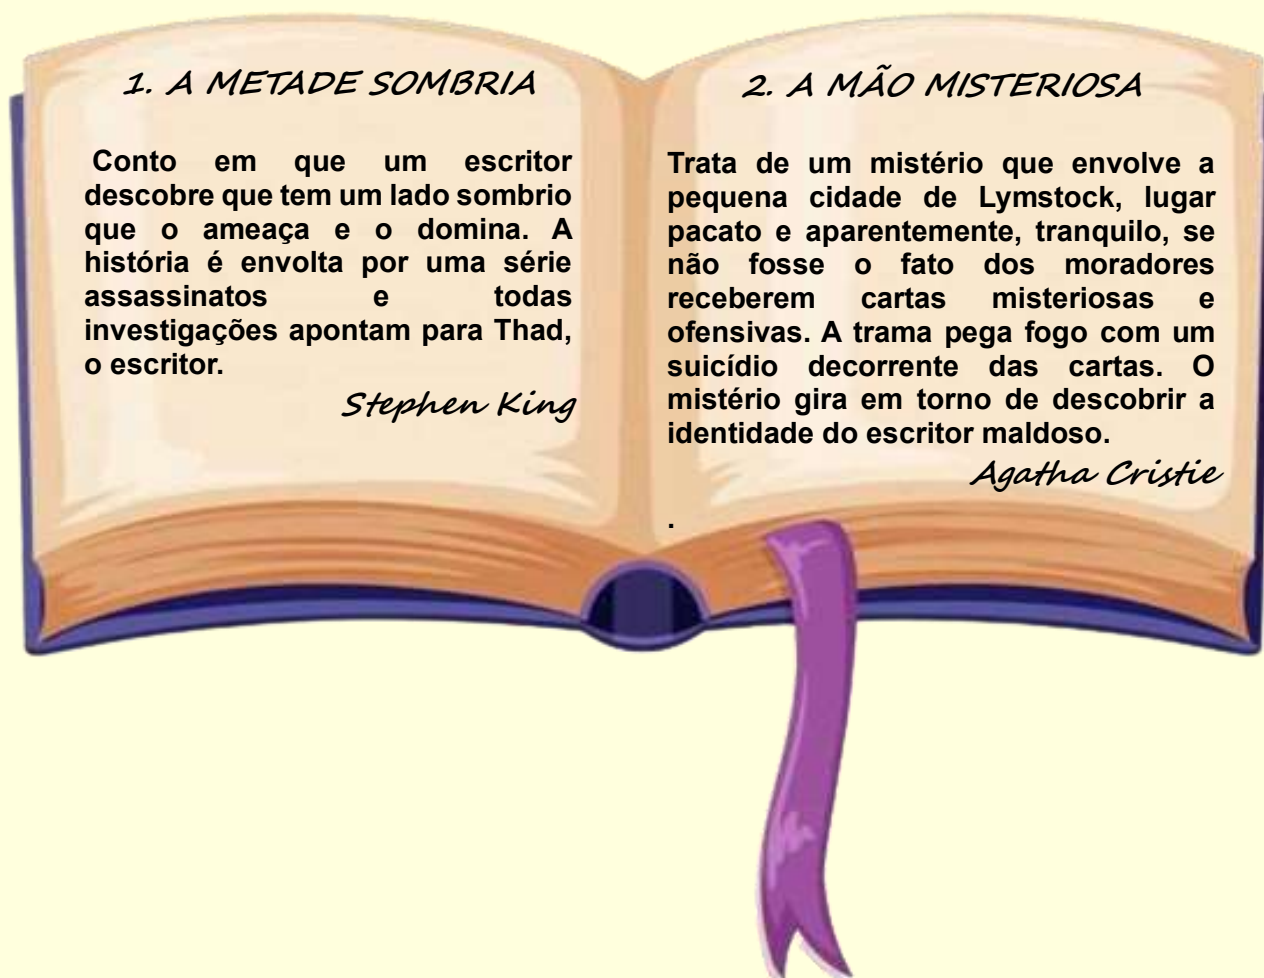 1. A METADE SOMBRIA
Conto em que um escritor
descobre que tem um lado sombrio
que o ameaça e o domina. A
história é envolta por uma série
assassinatos e todas
investigações apontam para Thad,
o escritor.
Stephen King
2. A MÃO MISTERIOSA
Trata de um mistério que envolve a
pequena cidade de Lymstock, lugar
pacato e aparentemente, tranquilo, se
não fosse o fato dos moradores
receberem cartas misteriosas e
ofensivas. A trama pega fogo com um
suicídio decorrente das cartas. O
mistério gira em torno de descobrir a
identidade do escritor maldoso.
Agatha Cristie
.